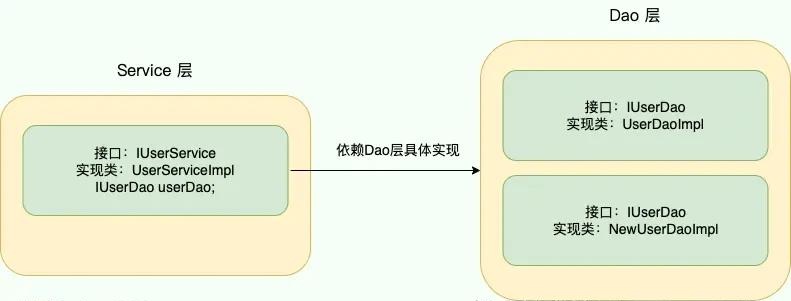 Service 层
接口：IUserService
实现类：UserServiceImpl
IUserDao userDao;
依赖Dao层具体实现
Dao 层
接口：IUserDao
实现类：UserDaoImpl
接口：IUserDao
实现类：NewUserDaoImpl